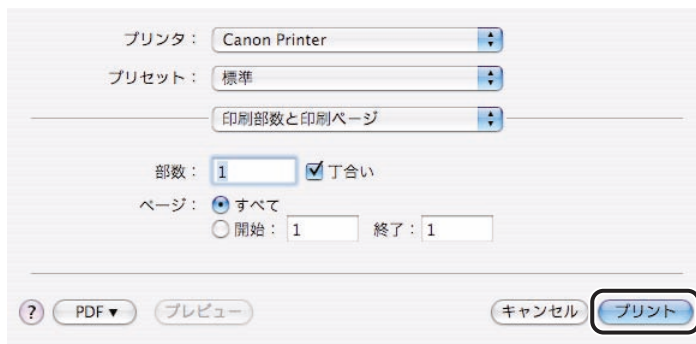 プリンタ： Canon Printer
プリセット： 標準
印刷部数と印刷ページ
部数： 1 丁合い
ページ： すべて
開始： 1 終了： 1
? PDF▼ プレビュー キャンセル プリント